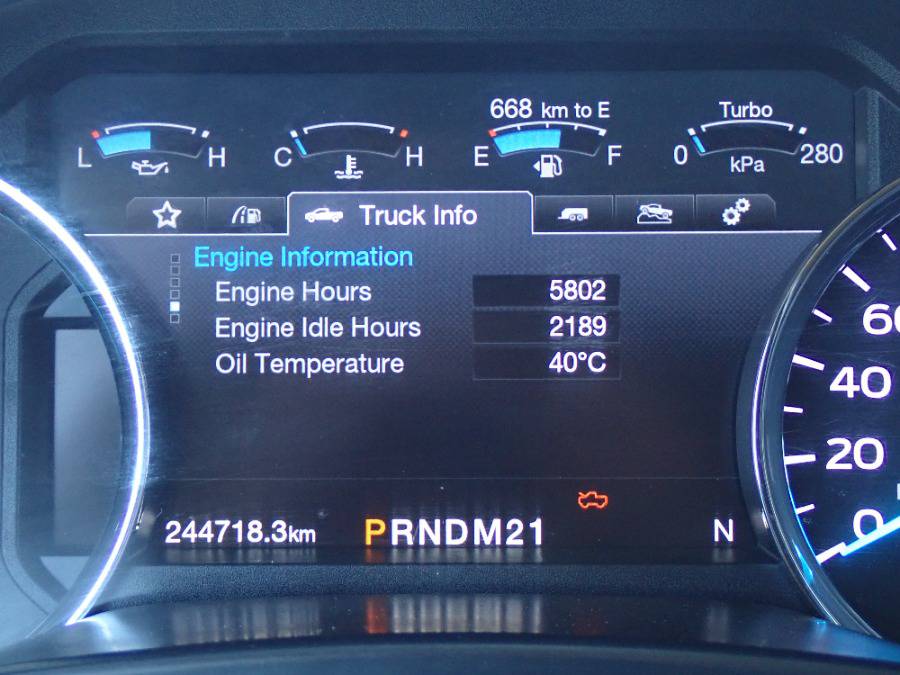 668 km to E
Turbo
L H
C H
E F
0 280
kPa
Truck Info
Engine Information
Engine Hours 5802
Engine Idle Hours 2189
Oil Temperature 40°C
60
40
20
0
244718.3km
PRNDM21
N